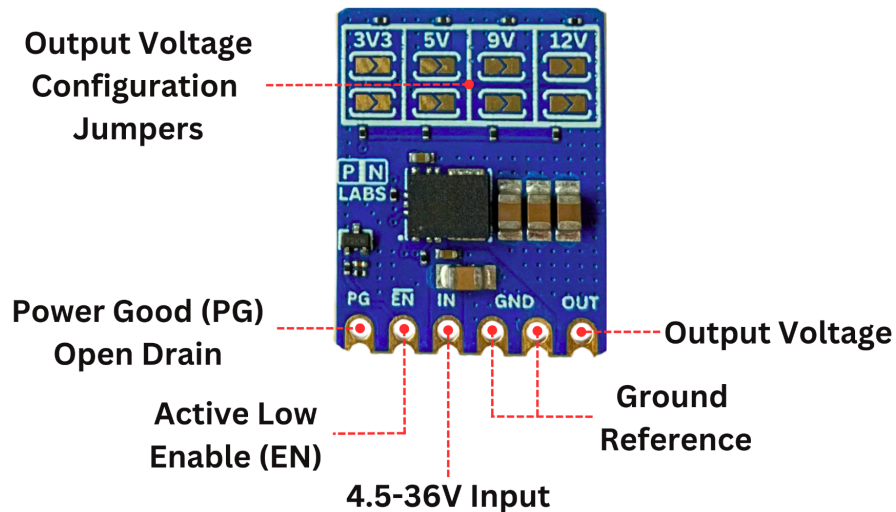 Output Voltage
Configuration
Jumpers
3V3 5V 9V 12V
P N
LABS
PG EN IN GND OUT
Power Good (PG)
Open Drain
Active Low
Enable (EN)
4.5-36V Input
Ground
Reference
Output Voltage